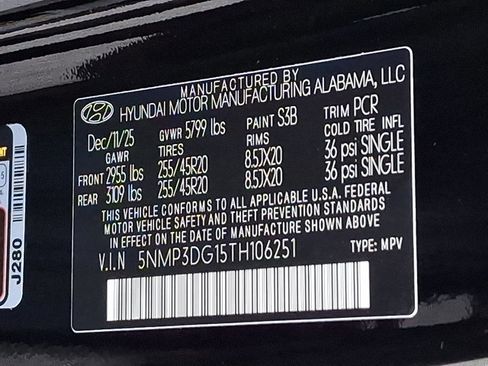 MANUFACTURED BY
HYUNDAI MOTOR MANUFACTURING ALABAMA, LLC
Dec/11/25 GVWR 5799 lbs PAINT S3B TRIM PCR
GAWR TIRES RIMS COLD TIRE INFL
FRONT 2955 lbs 255/45R20 8.5JX20 36 psi SINGLE
REAR 3109 lbs 255/45R20 8.5JX20 36 psi SINGLE
THIS VEHICLE CONFORMS TO ALL APPLICABLE U.S.A. FEDERAL
MOTOR VEHICLE SAFETY AND THEFT PREVENTION STANDARDS
IN EFFECT ON THE DATE OF MANUFACTURE SHOWN ABOVE
V.I.N 5NMP3DG15TH106251 TYPE: MPV
J280